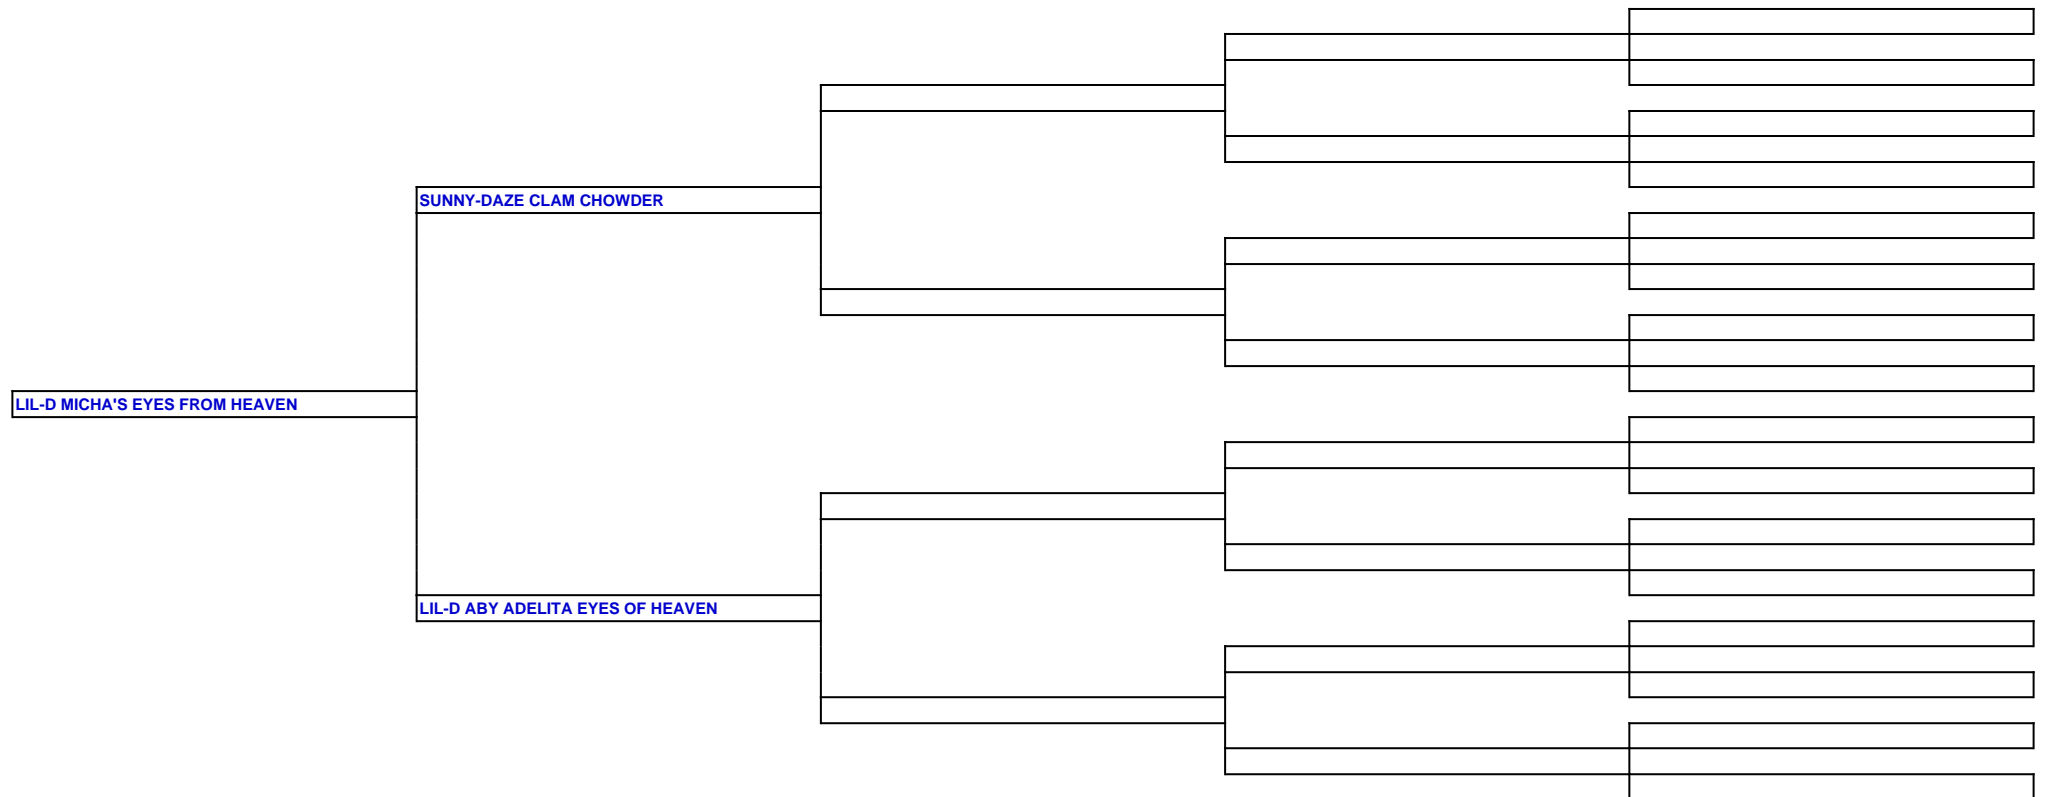 SUNNY-DAZE CLAM CHOWDER
LIL-D MICHA'S EYES FROM HEAVEN
LIL-D ABY ADELITA EYES OF HEAVEN